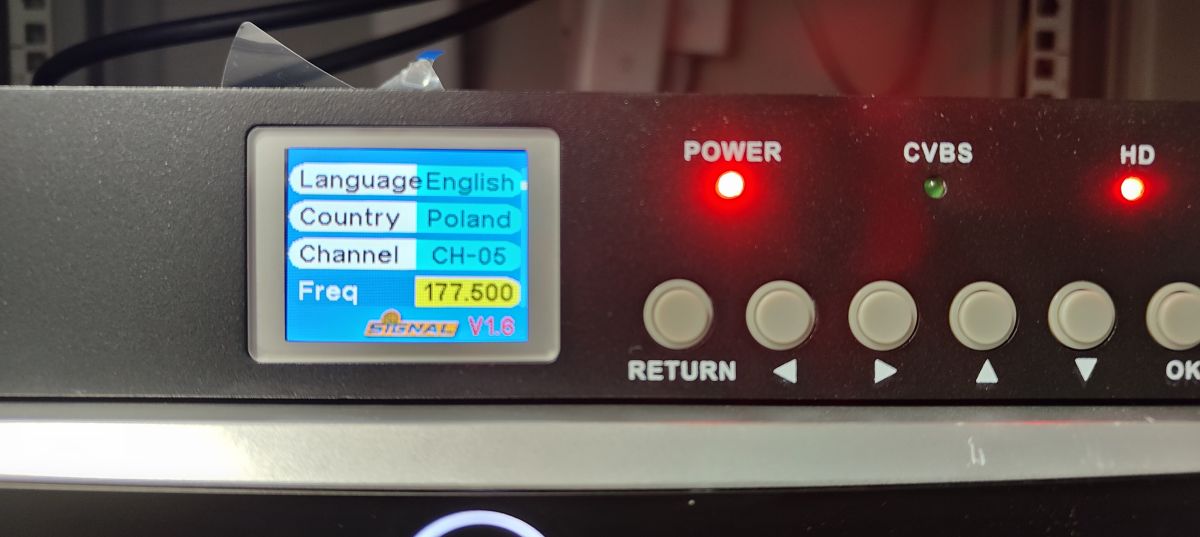 Language English
Country Poland
Channel CH-05
Freq 177.500
SIGNAL V1.6
POWER
CVBS
HD
RETURN
OK